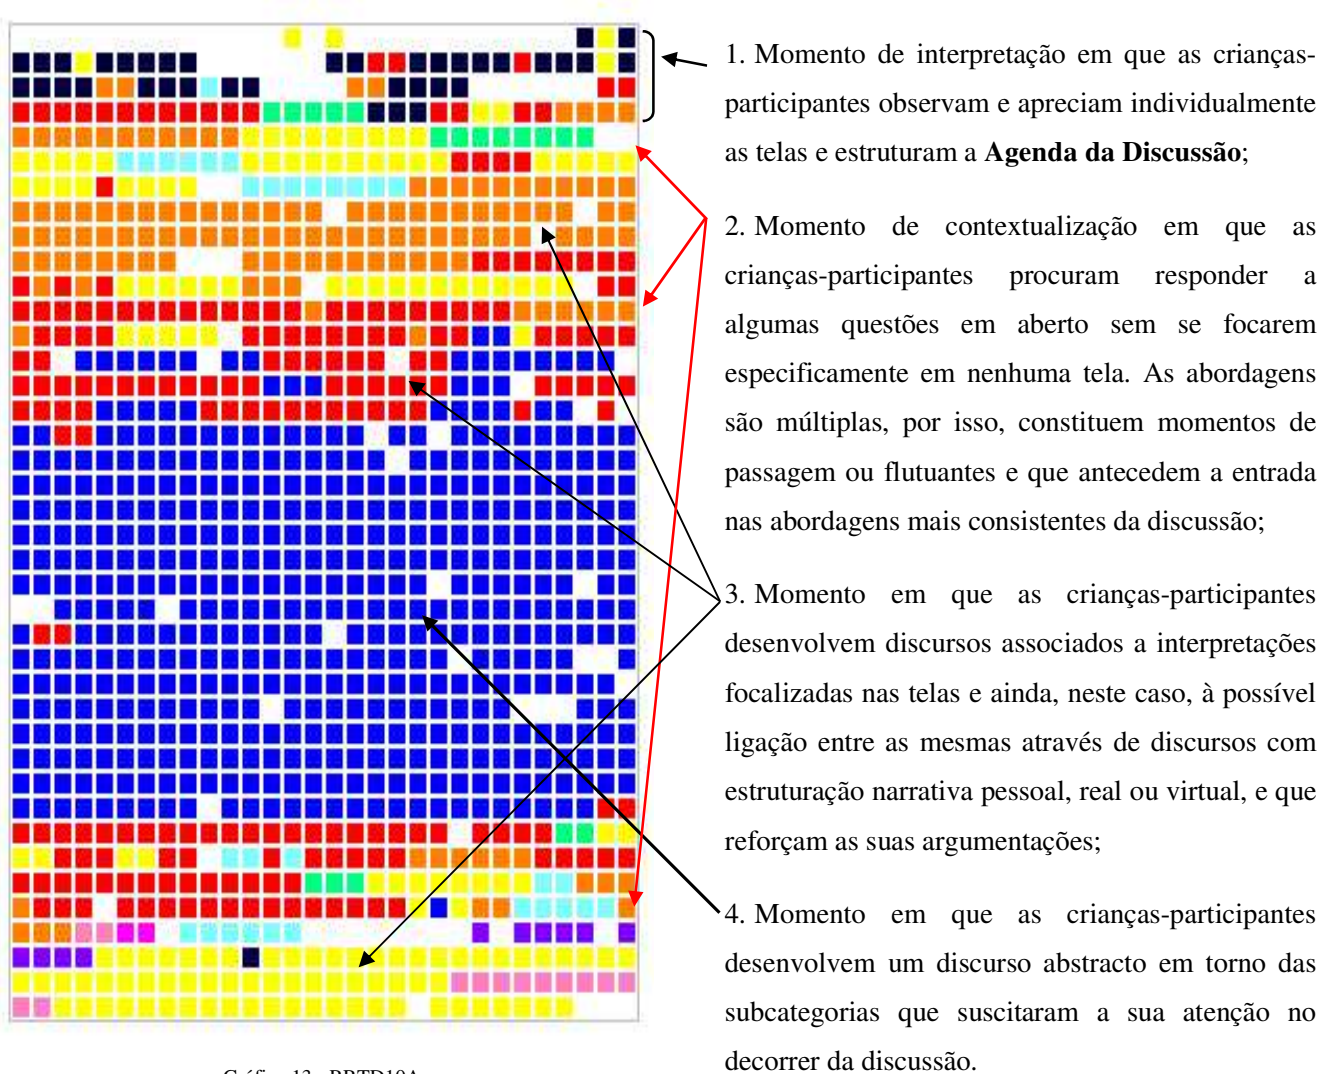 1. Momento de interpretação em que as crianças-
participantes observam e apreciam individualmente
as telas e estruturam a Agenda da Discussão;
2. Momento de contextualização em que as
crianças-participantes procuram responder a
algumas questões em aberto sem se focarem
especificamente em nenhuma tela. As abordagens
são múltiplas, por isso, constituem momentos de
passagem ou flutuantes e que antecedem a entrada
nas abordagens mais consistentes da discussão;
3. Momento em que as crianças-participantes
desenvolvem discursos associados a interpretações
focalizadas nas telas e ainda, neste caso, à possível
ligação entre as mesmas através de discursos com
estruturação narrativa pessoal, real ou virtual, e que
reforçam as suas argumentações;
4. Momento em que as crianças-participantes
desenvolvem um discurso abstracto em torno das
subcategorias que suscitaram a sua atenção no
decorrer da discussão.